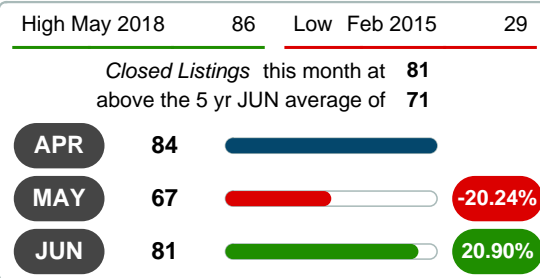 High May 2018 86 Low Feb 2015 29
Closed Listings this month at 81
above the 5 yr JUN average of 71
APR 84
MAY 67 -20.24%
JUN 81 20.90%